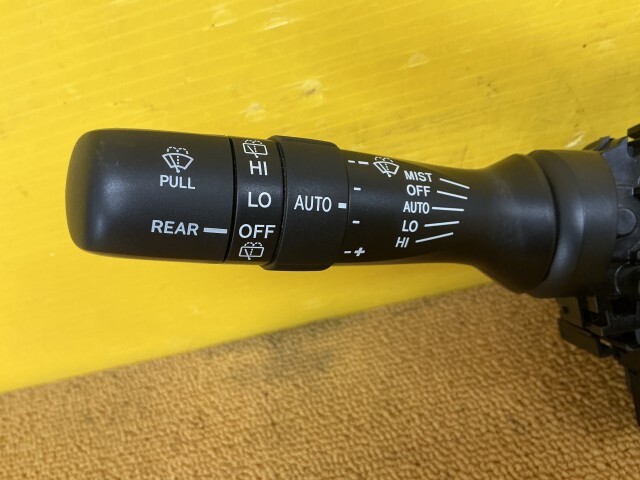 PULL
REAR
HI
LO
OFF
AUTO
- +
MIST
OFF
AUTO
LO
HI